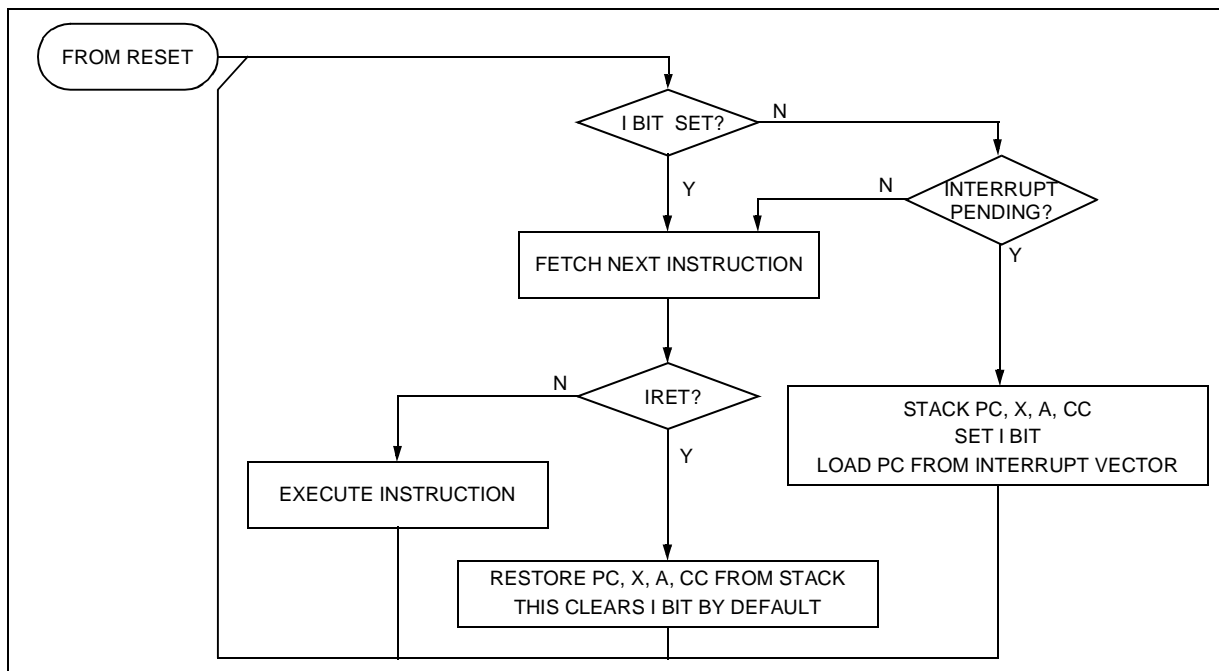 FROM RESET
I BIT SET?
N
Y
N
INTERRUPT
PENDING?
Y
FETCH NEXT INSTRUCTION
N
IRET?
Y
STACK PC, X, A, CC
SET I BIT
LOAD PC FROM INTERRUPT VECTOR
EXECUTE INSTRUCTION
RESTORE PC, X, A, CC FROM STACK
THIS CLEARS I BIT BY DEFAULT